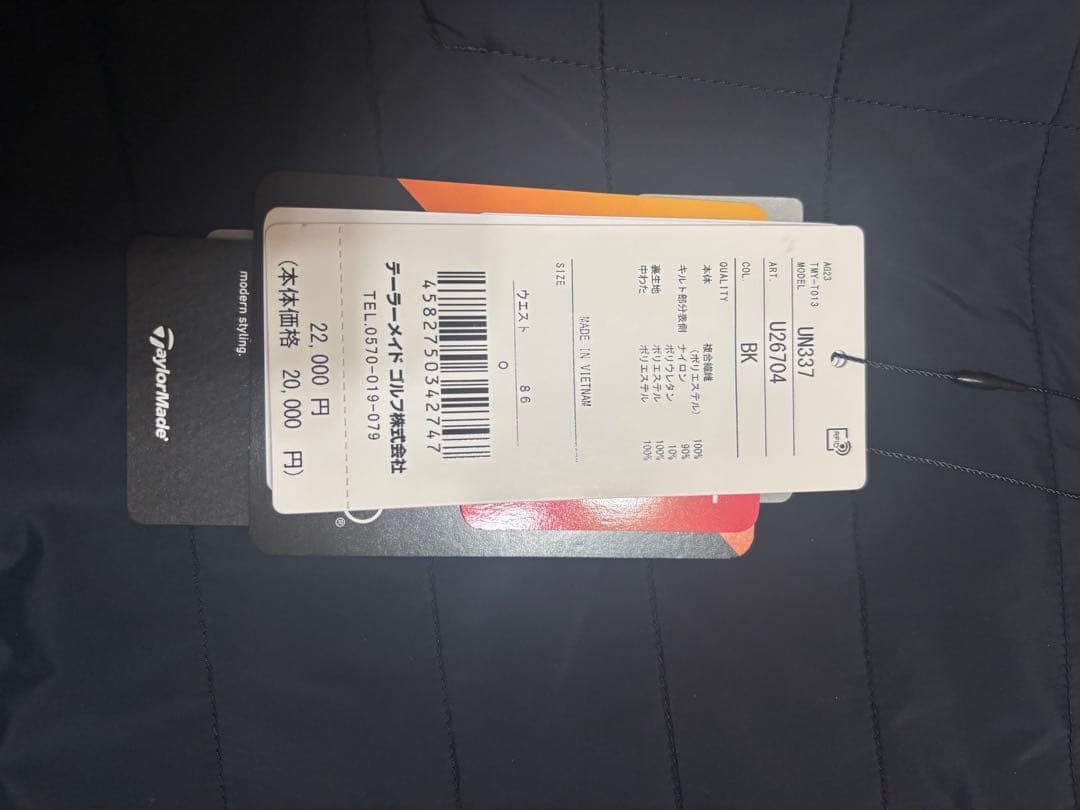 RFID
AG23
TMY-T013
MODEL UN337
ART. U26704
COL. BK
QUALITY
本体 複合繊維
(ポリエステル) 100%
キルト部分表側 ナイロン 90%
ポリウレタン 10%
裏生地 ポリエステル 100%
中わた ポリエステル 100%
MADE IN VIETNAM
SIZE
ウエスト 86
O
4582750342747
テーラーメイド ゴルフ株式会社
TEL.0570-019-079
22,000 円
(本体価格 20,000 円)
®
modern styling.
TaylorMade®